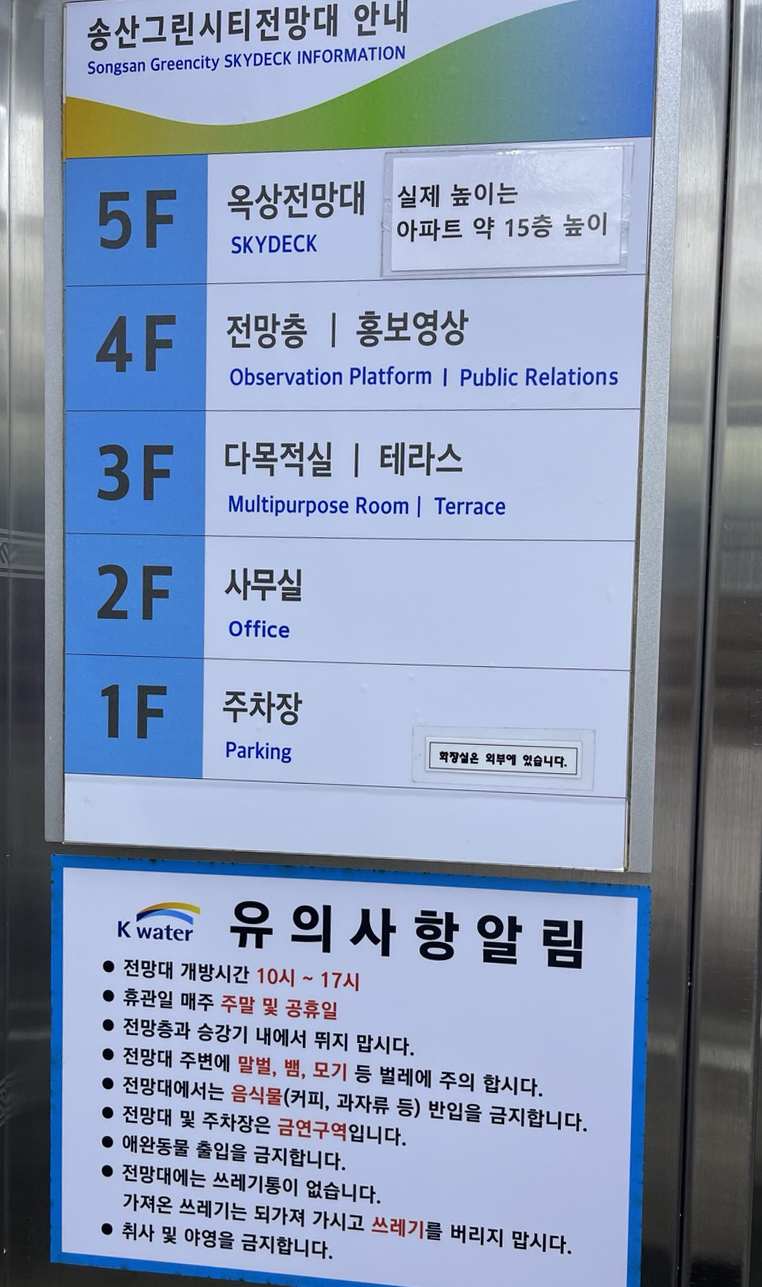 송산그린시티전망대 안내
Songsan Greencity SKYDECK INFORMATION
5F
옥상전망대
SKYDECK
실제 높이는
아파트 약 15층 높이
4F
전망층 | 홍보영상
Observation Platform | Public Relations
3F
다목적실 | 테라스
Multipurpose Room | Terrace
2F
사무실
Office
1F
주차장
Parking
화장실은 외부에 있습니다.
K water
유의사항알림
● 전망대 개방시간 10시 ~ 17시
● 휴관일 매주 주말 및 공휴일
● 전망층과 승강기 내에서 뛰지 맙시다.
● 전망대 주변에 말벌, 뱀, 모기 등 벌레에 주의 합시다.
● 전망대에서는 음식물(커피, 과자류 등) 반입을 금지합니다.
● 전망대 및 주차장은 금연구역입니다.
● 애완동물 출입을 금지합니다.
● 전망대에는 쓰레기통이 없습니다.
가져온 쓰레기는 되가져 가시고 쓰레기를 버리지 맙시다.
● 취사 및 야영을 금지합니다.